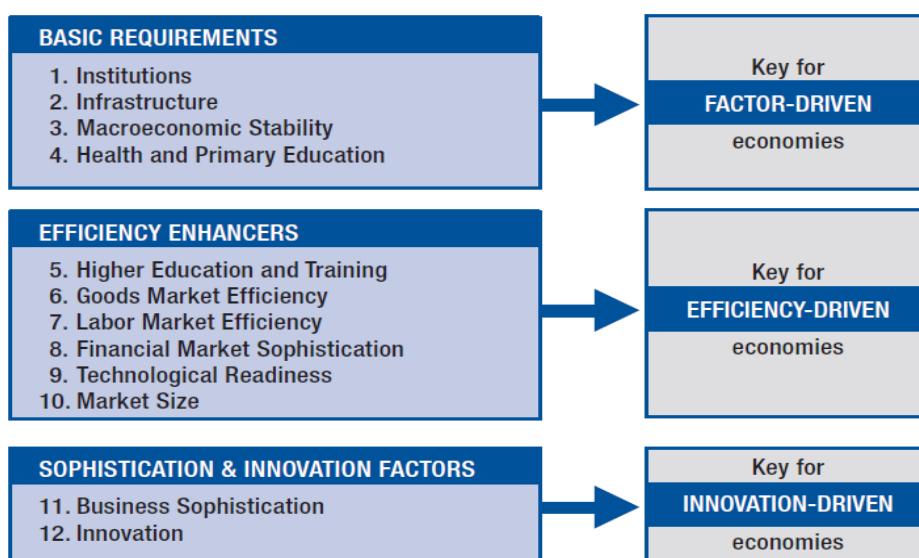 BASIC REQUIREMENTS
1. Institutions
2. Infrastructure
3. Macroeconomic Stability
4. Health and Primary Education
Key for
FACTOR-DRIVEN
economies
EFFICIENCY ENHANCERS
5. Higher Education and Training
6. Goods Market Efficiency
7. Labor Market Efficiency
8. Financial Market Sophistication
9. Technological Readiness
10. Market Size
Key for
EFFICIENCY-DRIVEN
economies
SOPHISTICATION & INNOVATION FACTORS
11. Business Sophistication
12. Innovation
Key for
INNOVATION-DRIVEN
economies